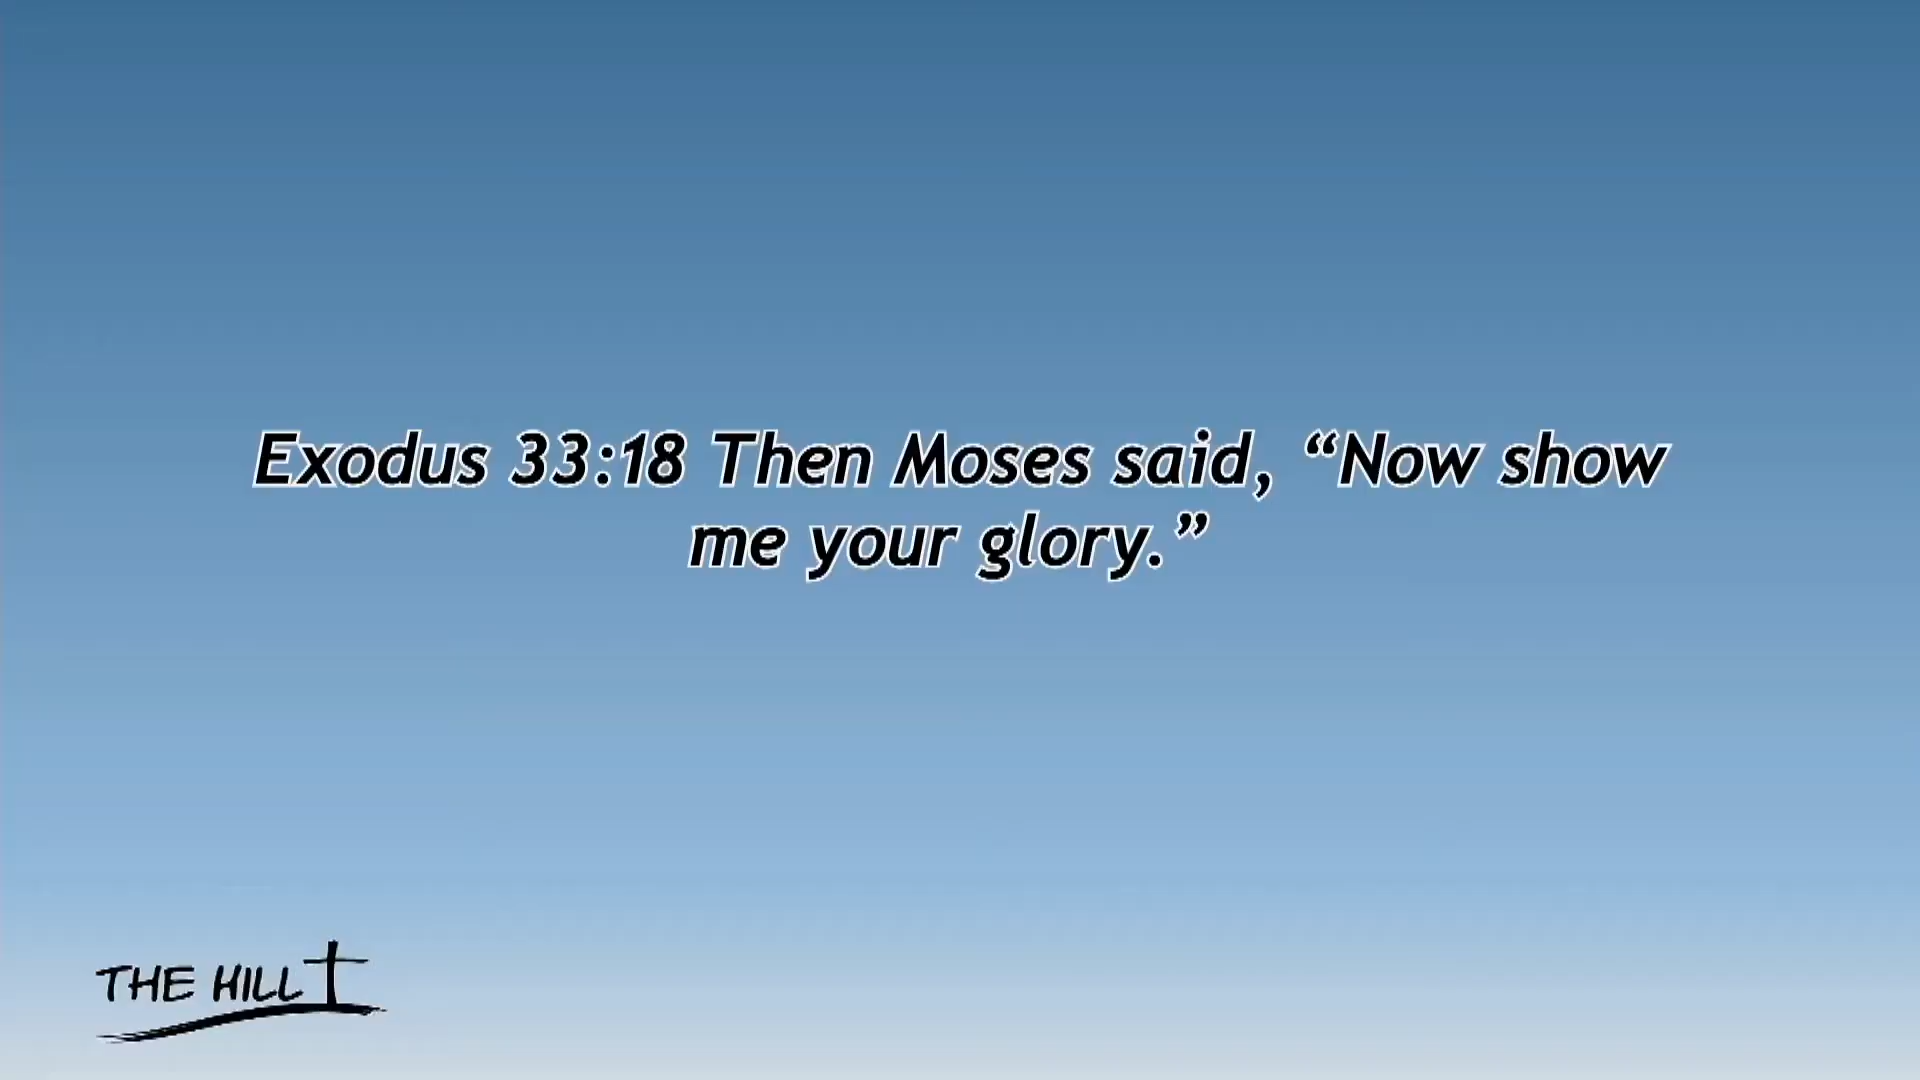 Exodus 33:18 Then Moses said, “Now show
me your glory.”
THE HILL